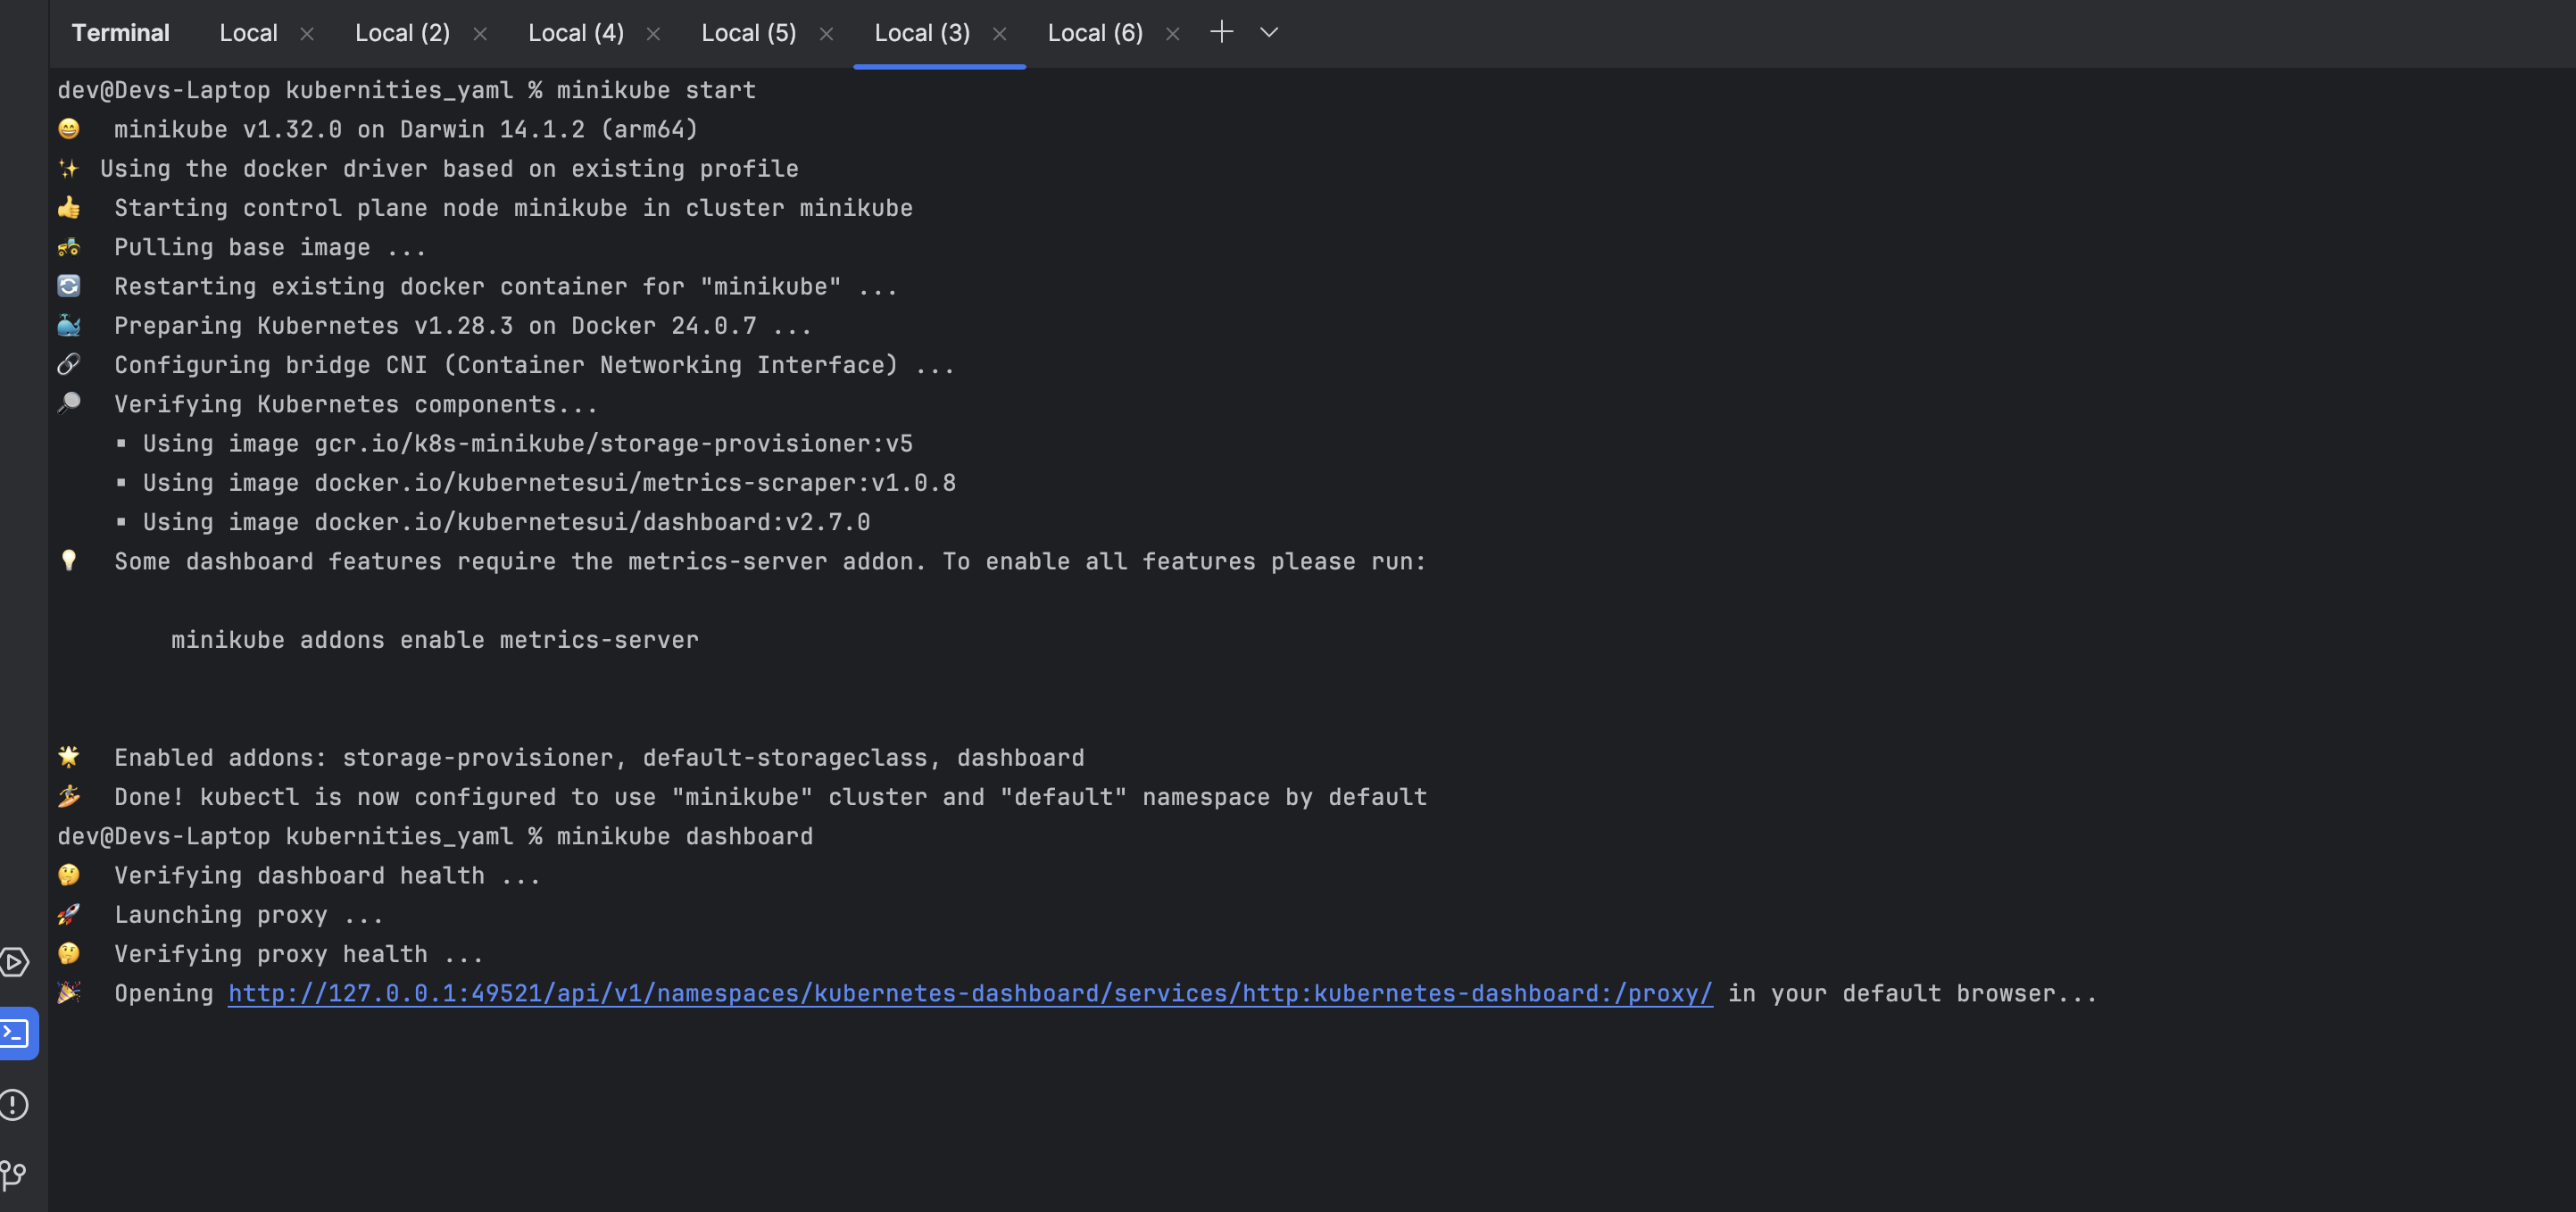 Terminal Local Local (2) Local (4) Local (5) Local (3) Local (6)
dev@Devs-Laptop kubernities_yaml % minikube start
😄 minikube v1.32.0 on Darwin 14.1.2 (arm64)
✨ Using the docker driver based on existing profile
👍 Starting control plane node minikube in cluster minikube
🚜 Pulling base image ...
🔄 Restarting existing docker container for "minikube" ...
🐳 Preparing Kubernetes v1.28.3 on Docker 24.0.7 ...
🔗 Configuring bridge CNI (Container Networking Interface) ...
🔎 Verifying Kubernetes components...
▪ Using image gcr.io/k8s-minikube/storage-provisioner:v5
▪ Using image docker.io/kubernetesui/metrics-scraper:v1.0.8
▪ Using image docker.io/kubernetesui/dashboard:v2.7.0
💡 Some dashboard features require the metrics-server addon. To enable all features please run:
minikube addons enable metrics-server
🌟 Enabled addons: storage-provisioner, default-storageclass, dashboard
🏄 Done! kubectl is now configured to use "minikube" cluster and "default" namespace by default
dev@Devs-Laptop kubernities_yaml % minikube dashboard
🤔 Verifying dashboard health ...
🚀 Launching proxy ...
🤔 Verifying proxy health ...
🎉 Opening http://127.0.0.1:49521/api/v1/namespaces/kubernetes-dashboard/services/http:kubernetes-dashboard:/proxy/ in your default browser...